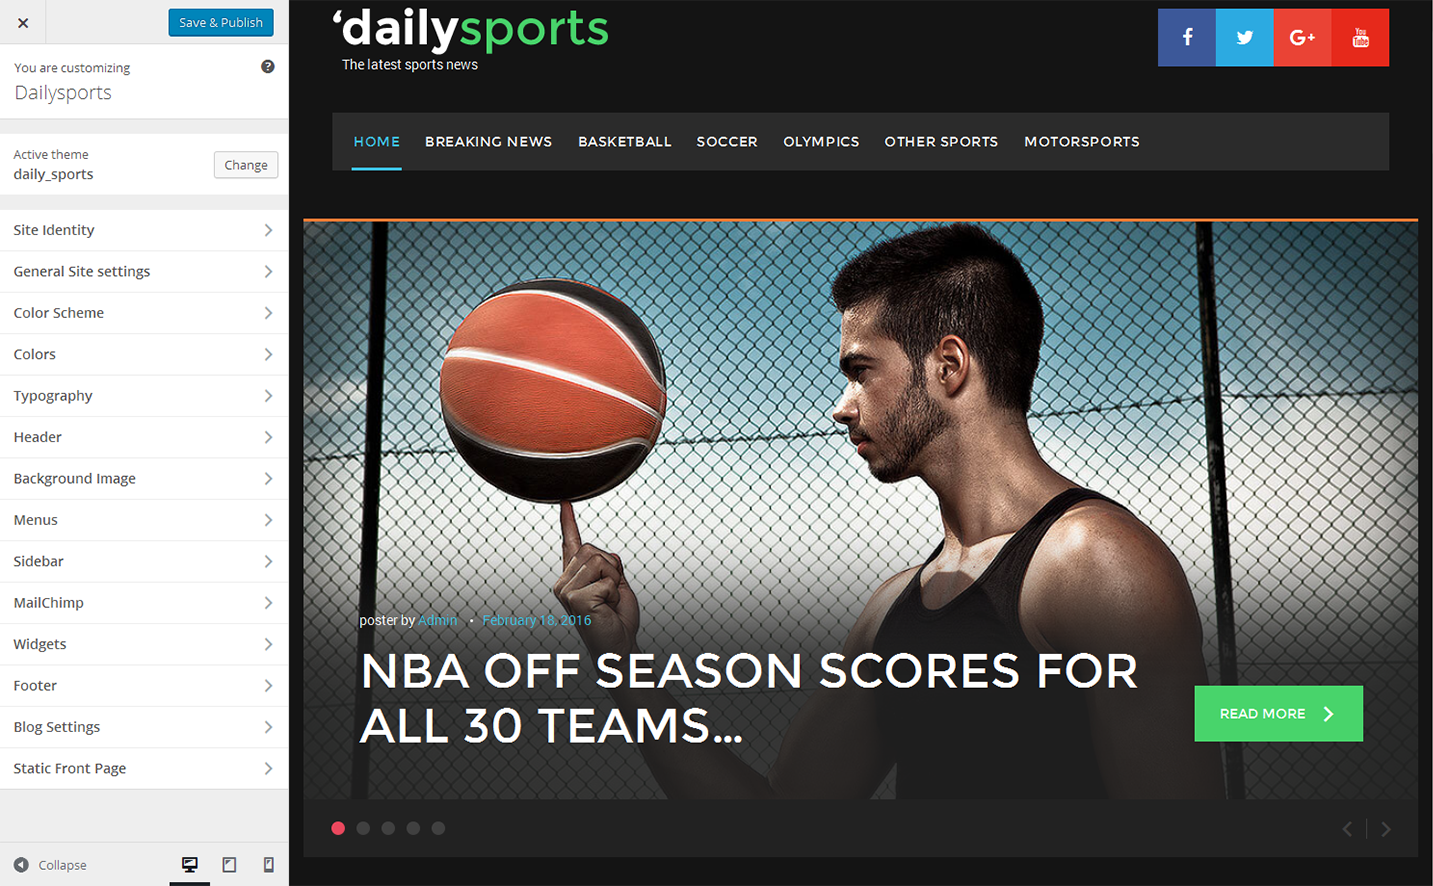 Save & Publish
You are customizing
Dailysports
Active theme
daily_sports
Change
Site Identity
General Site settings
Color Scheme
Colors
Typography
Header
Background Image
Menus
Sidebar
MailChimp
Widgets
Footer
Blog Settings
Static Front Page
Collapse
‘dailysports
The latest sports news
You Tube
HOME BREAKING NEWS BASKETBALL SOCCER OLYMPICS OTHER SPORTS MOTORSPORTS
poster by Admin • February 18, 2016
NBA OFF SEASON SCORES FOR
ALL 30 TEAMS...
READ MORE